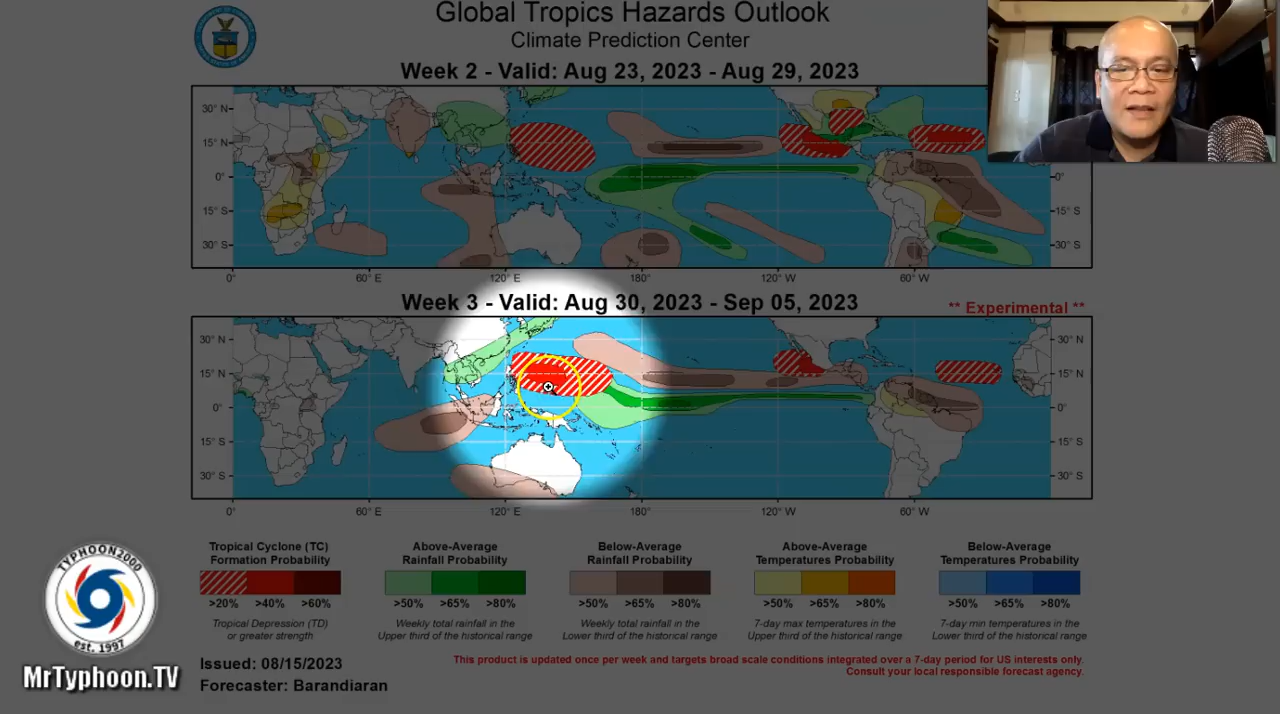 Global Tropics Hazards Outlook
Climate Prediction Center
Week 2 - Valid: Aug 23, 2023 - Aug 29, 2023
30° N
15° N
0°
15° S
30° S
0°
15° S
30° S
0° 60° E 120° E 180° 120° W 60° W
Week 3 - Valid: Aug 30, 2023 - Sep 05, 2023
** Experimental **
30° N 30° N
15° N 15° N
0° 0°
15° S 15° S
30° S 30° S
0° 60° E 120° E 180° 120° W 60° W
Tropical Cyclone (TC)
Formation Probability
>20% >40% >60%
Tropical Depression (TD)
or greater strength
Above-Average
Rainfall Probability
>50% >65% >80%
Weekly total rainfall in the
Upper third of the historical range
Below-Average
Rainfall Probability
>50% >65% >80%
Weekly total rainfall in the
Lower third of the historical range
Above-Average
Temperatures Probability
>50% >65% >80%
7-day max temperatures in the
Upper third of the historical range
Below-Average
Temperatures Probability
>50% >65% >80%
7-day min temperatures in the
Lower third of the historical range
Issued: 08/15/2023
Forecaster: Barandiaran
This product is updated once per week and targets broad scale conditions integrated over a 7-day period for US interests only.
Consult your local responsible forecast agency.
TYPHOON2000
est. 1997
MrTyphoon.TV